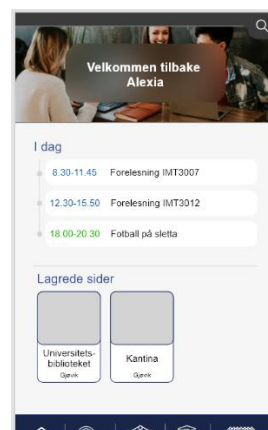 Velkommen tilbake
Alexia
I dag
8.30-11.45 Forelesning IMT3007
12.30-15.50 Forelesning IMT3012
18.00-20.30 Fotball på sletta
Lagrede sider
Universitets-
biblioteket
Gjøvik
Kantina
Gjøvik